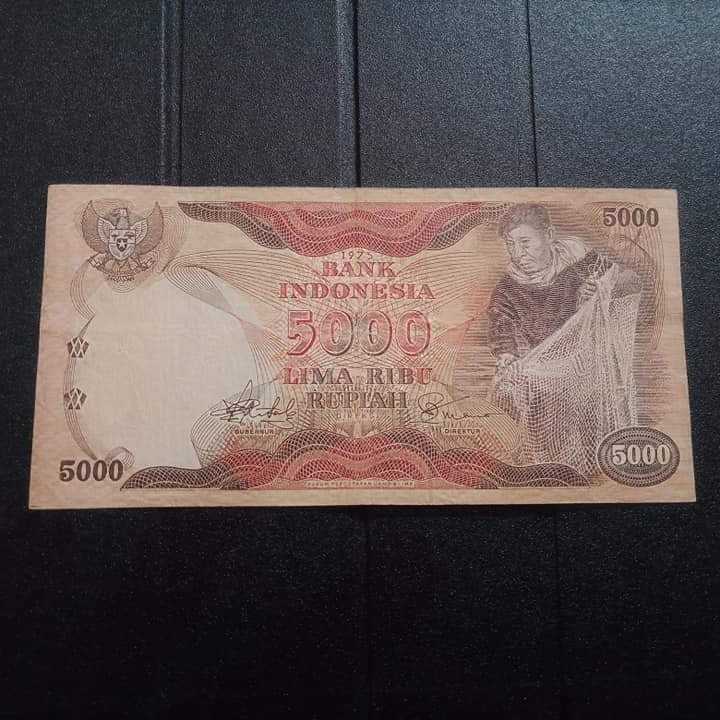 5000
1975
BANK
INDONESIA
5000
LIMA RIBU
RUPIAH
GUBERNUR
DIREKTUR
5000
5000